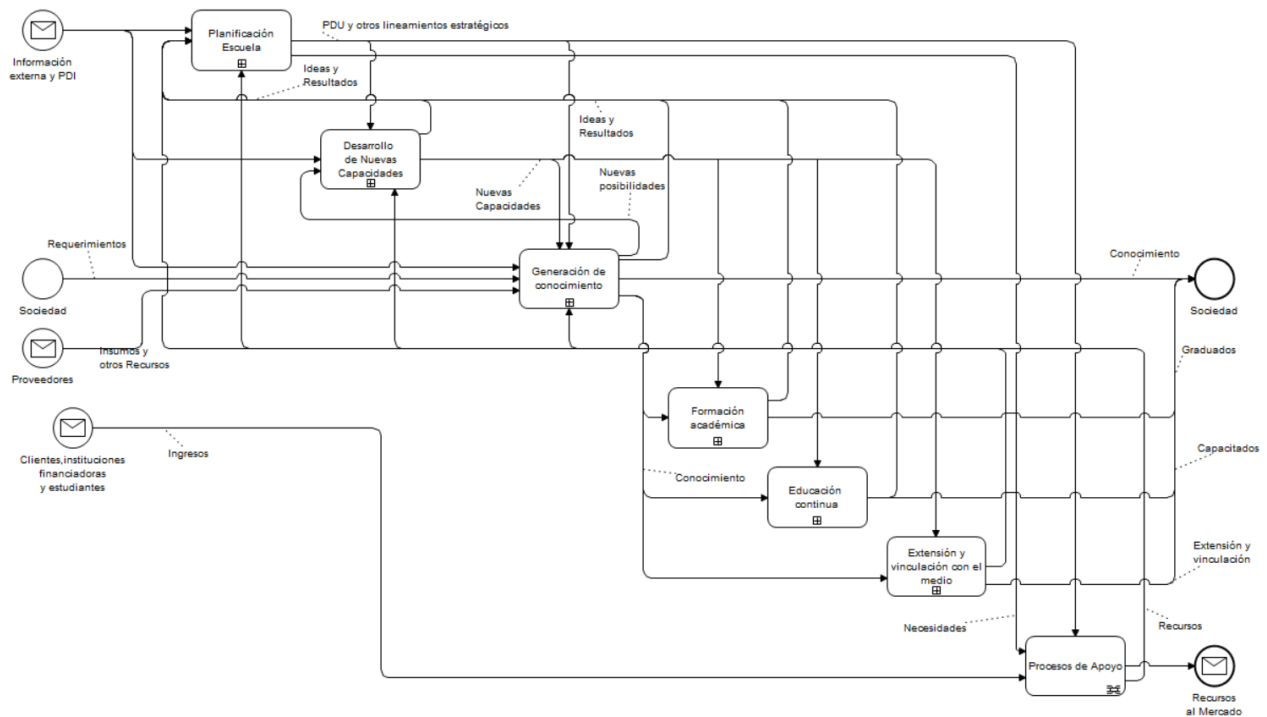 PDU y otros lineamientos estratégicos
Planificación
Escuela
Información
externa y PDI
Ideas y
Resultados
Ideas y
Resultados
Desarrollo
de Nuevas
Capacidades
Nuevas
posibilidades
Nuevas
Capacidades
Requerimientos
Conocimiento
Generación de
conocimiento
Sociedad
Sociedad
Insumos y
otros Recursos
Proveedores
Graduados
Formación
académica
Clientes,instituciones
financiadoras
y estudiantes
Ingresos
Capacitados
Conocimiento
Educación
continua
Extensión y
vinculación con el
medio
Extensión y
vinculación
Necesidades
Recursos
Procesos de Apoyo
Recursos
al Mercado